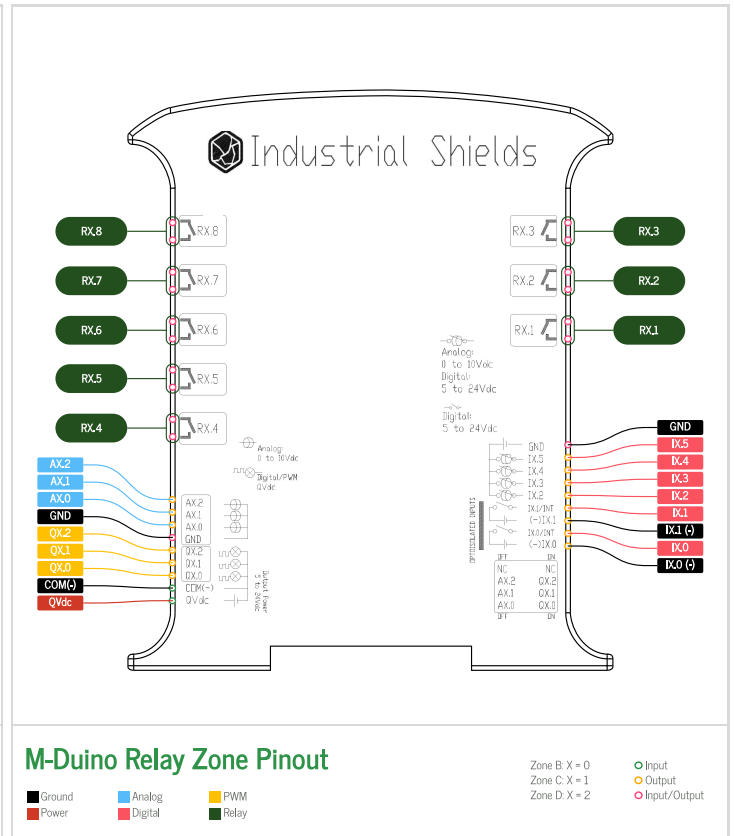 Industrial Shields
RX.8
RX.8
RX.7
RX.7
RX.6
RX.6
RX.5
RX.5
RX.4
RX.4
RX.3
RX.3
RX.2
RX.2
RX.1
RX.1
Analog:
0 to 10Vdc
Digital:
5 to 24Vdc
Digital:
5 to 24Vdc
Analog:
0 to 10Vdc
Digital/PWM
QVdc
AX.2
AX.1
AX.0
GND
QX.2
QX.1
QX.0
COM(-)
QVdc
AX.2
AX.1
AX.0
GND
QX.2
QX.1
QX.0
COM(-)
QVdc
Output Power
5 to 24Vdc
OPTOISOLATED INPUTS
GND
IX.5
IX.4
IX.3
IX.2
IX.1/INT
(-)IX.1
IX.0/INT
(-)IX.0
GND
IX.5
IX.4
IX.3
IX.2
IX.1
IX.1 (-)
IX.0
IX.0 (-)
OFF ON
NC NC
AX.2 QX.2
AX.1 QX.1
AX.0 QX.0
OFF ON
M-Duino Relay Zone Pinout
Ground Analog PWM
Power Digital Relay
Zone B: X = 0
Zone C: X = 1
Zone D: X = 2
Input
Output
Input/Output